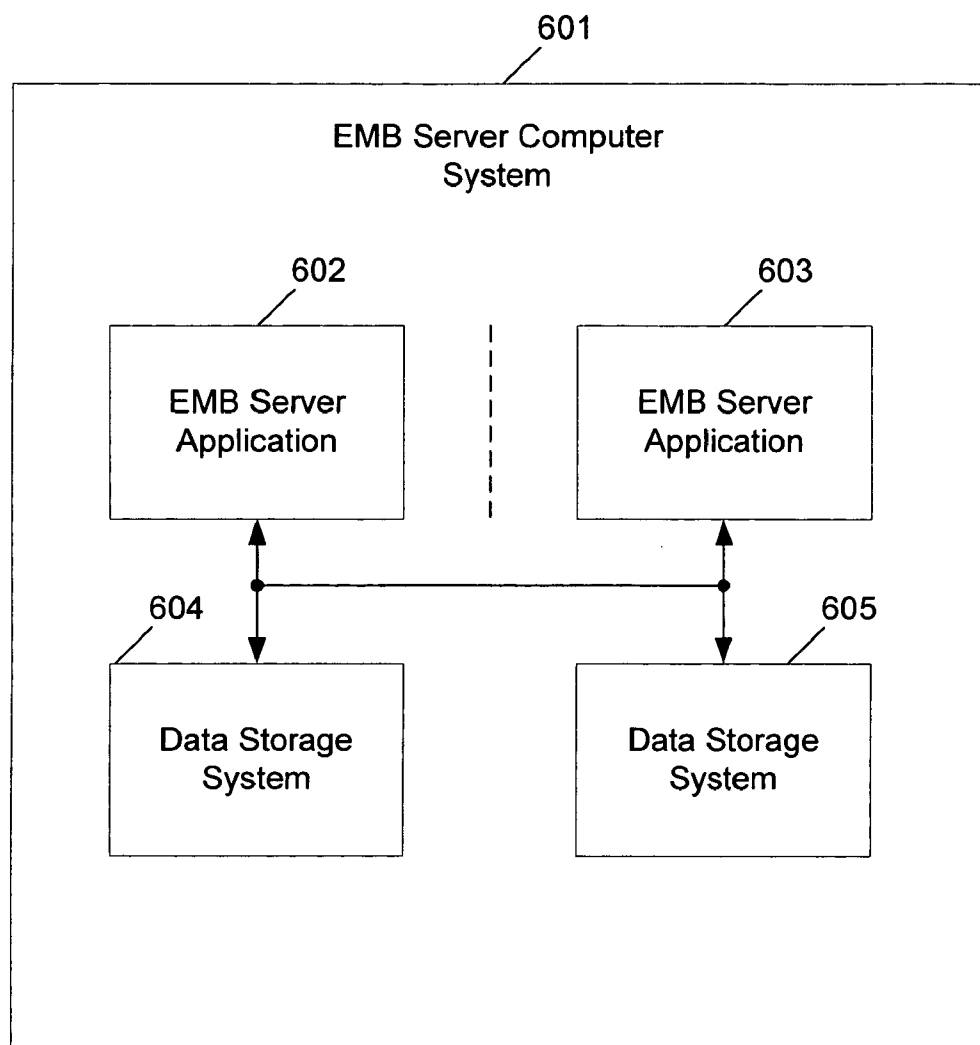 601
EMB Server Computer
System
602
603
EMB Server
Application
EMB Server
Application
604
605
Data Storage
System
Data Storage
System